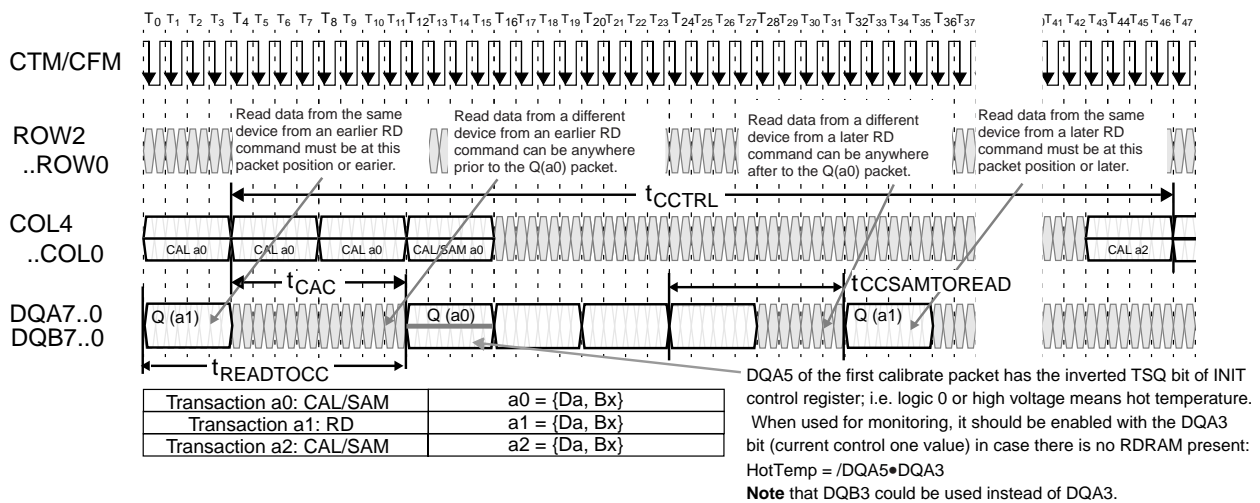 T0 T1 T2 T3 T4 T5 T6 T7 T8 T9 T10 T11 T12 T13 T14 T15 T16 T17 T18 T19 T20 T21 T22 T23 T24 T25 T26 T27 T28 T29 T30 T31 T32 T33 T34 T35 T36 T37 T41 T42 T43 T44 T45 T46 T47
CTM/CFM
Read data from the same
device from an earlier RD
command must be at this
packet position or earier.
Read data from a different
device from an earlier RD
command can be anywhere
prior to the Q(a0) packet.
Read data from a different
device from a later RD
command can be anywhere
after to the Q(a0) packet.
Read data from the same
device from a later RD
command must be at this
packet position or later.
ROW2
..ROW0
tCCTRL
COL4
..COL0
CAL a0 CAL a0 CAL a0 CAL/SAM a0 CAL a2
tCAC
tCCSAMTOREAD
DQA7..0
DQB7..0
Q (a1) Q (a0) Q (a1)
tREADTOCC
Transaction a0: CAL/SAM a0 = {Da, Bx}
Transaction a1: RD a1 = {Da, Bx}
Transaction a2: CAL/SAM a2 = {Da, Bx}
DQA5 of the first calibrate packet has the inverted TSQ bit of INIT
control register; i.e. logic 0 or high voltage means hot temperature.
When used for monitoring, it should be enabled with the DQA3
bit (current control one value) in case there is no RDRAM present:
HotTemp = /DQA5•DQA3
Note that DQB3 could be used instead of DQA3.